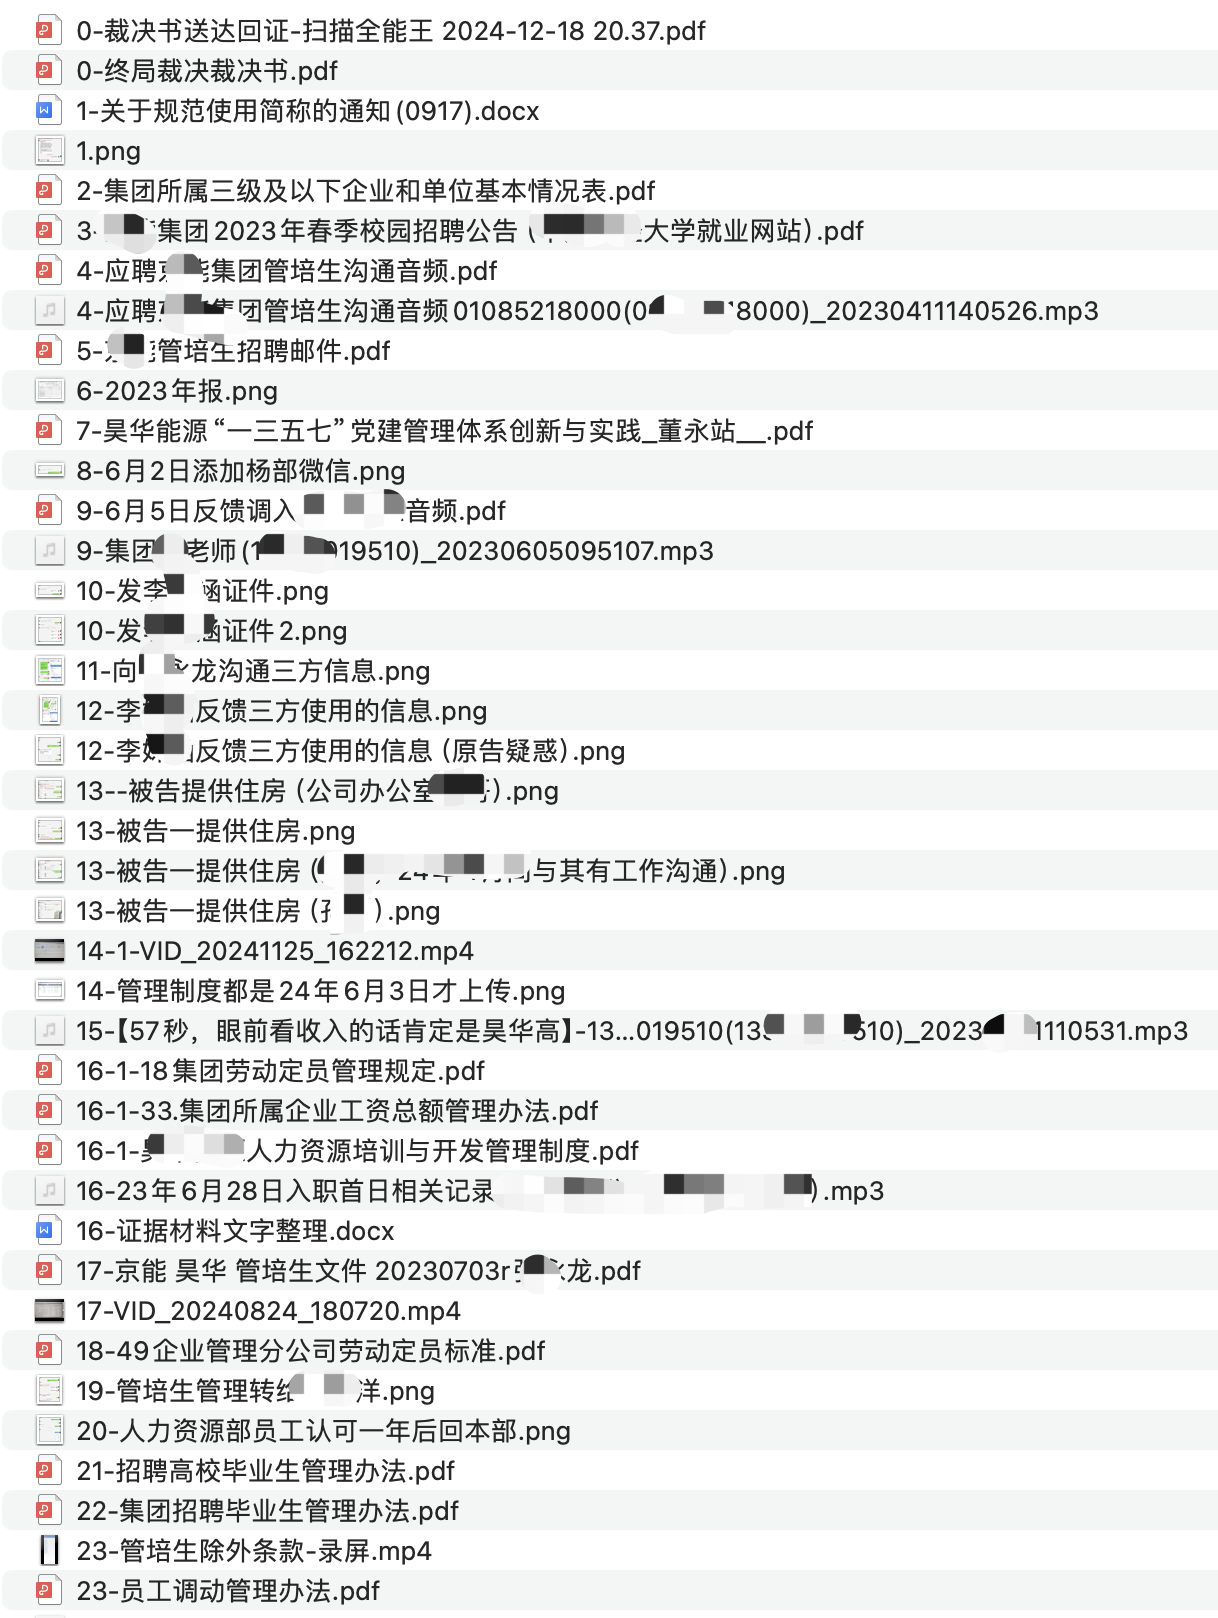 0-裁决书送达回证-扫描全能王 2024-12-18 20.37.pdf
0-终局裁决裁决书.pdf
1-关于规范使用简称的通知(0917).docx
1.png
2-集团所属三级及以下企业和单位基本情况表.pdf
3- 集团2023年春季校园招聘公告( 大学就业网站).pdf
4-应聘 集团管培生沟通音频.pdf
4-应聘 集团管培生沟通音频01085218000(0 8000)_20230411140526.mp3
5- 管培生招聘邮件.pdf
6-2023年报.png
7-昊华能源“一三五七”党建管理体系创新与实践_董永站__.pdf
8-6月2日添加杨部微信.png
9-6月5日反馈调入 音频.pdf
9-集团 老师(1 019510)_20230605095107.mp3
10-发李 涵证件.png
10-发 涵证件2.png
11-向 龙沟通三方信息.png
12-李 反馈三方使用的信息.png
12-李 反馈三方使用的信息(原告疑惑).png
13--被告提供住房(公司办公室 ).png
13-被告一提供住房.png
13-被告一提供住房( 24年 月间与其有工作沟通).png
13-被告一提供住房( ).png
14-1-VID_20241125_162212.mp4
14-管理制度都是24年6月3日才上传.png
15-【57秒，眼前看收入的话肯定是昊华高】-13...019510(13 510)_2023 1110531.mp3
16-1-18集团劳动定员管理规定.pdf
16-1-33.集团所属企业工资总额管理办法.pdf
16-1- 人力资源培训与开发管理制度.pdf
16-23年6月28日入职首日相关记录 ).mp3
16-证据材料文字整理.docx
17-京能 昊华 管培生文件 20230703r 龙.pdf
17-VID_20240824_180720.mp4
18-49企业管理分公司劳动定员标准.pdf
19-管培生管理转给 洋.png
20-人力资源部员工认可一年后回本部.png
21-招聘高校毕业生管理办法.pdf
22-集团招聘毕业生管理办法.pdf
23-管培生除外条款-录屏.mp4
23-员工调动管理办法.pdf